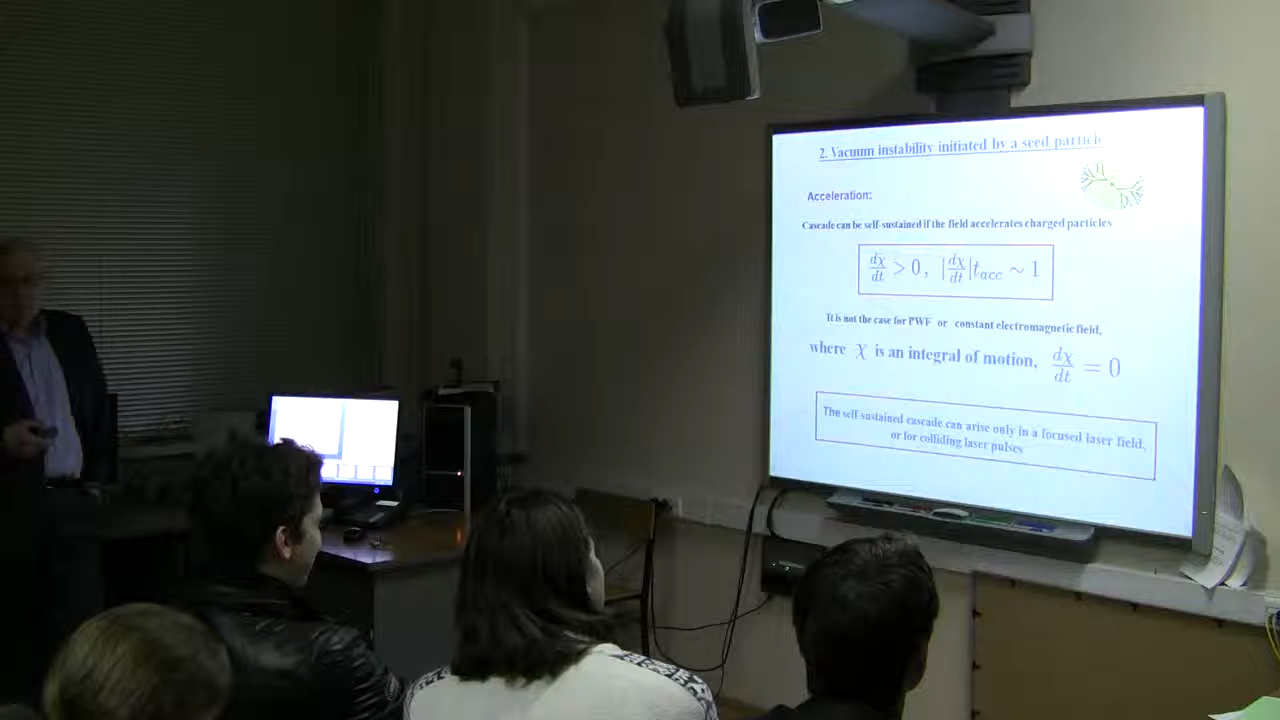 2. Vacuum instability initiated by a seed particle
Acceleration:
Cascade can be self-sustained if the field accelerates charged particles
dχ/dt > 0, |dχ/dt|t_acc ~ 1
It is not the case for PWF or constant electromagnetic field,
where χ is an integral of motion, dχ/dt = 0
The self-sustained cascade can arise only in a focused laser field,
or for colliding laser pulses